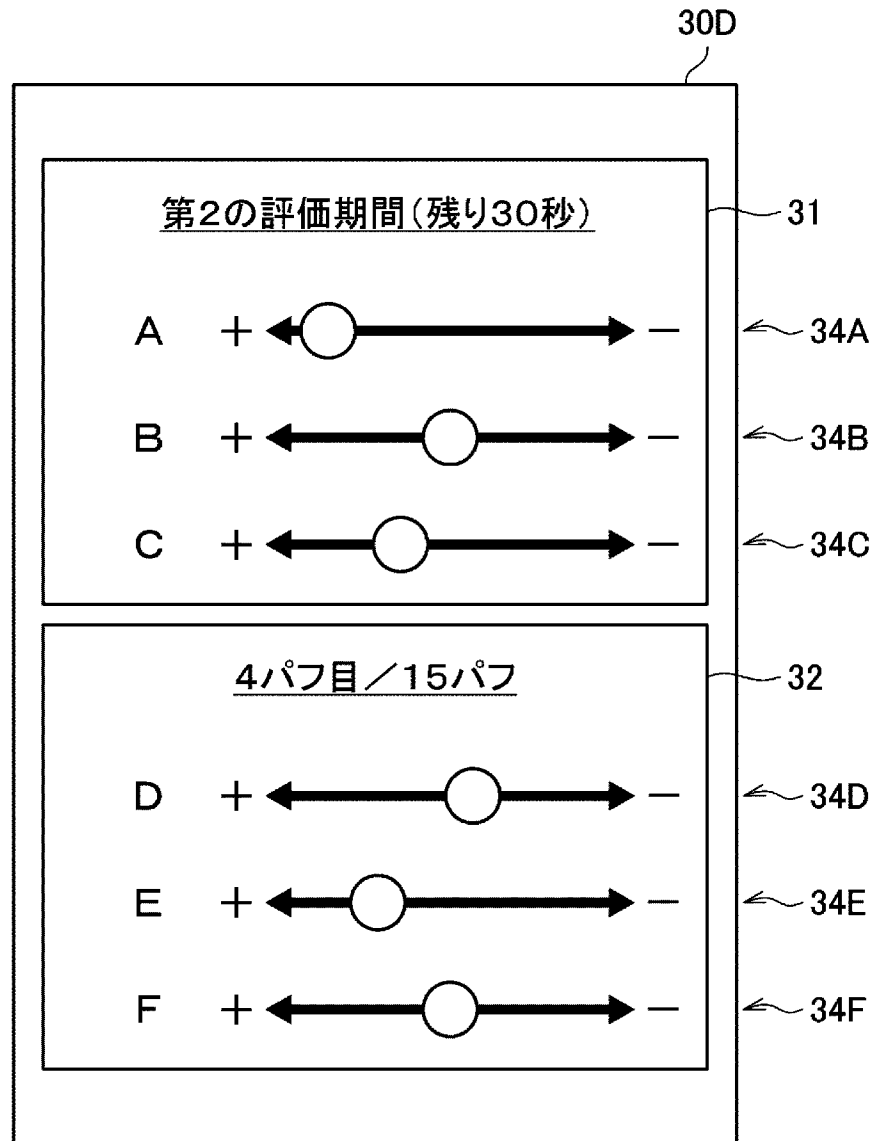 30D
第2の評価期間(残り30秒)
31
A + − 34A
B + − 34B
C + − 34C
4パフ目／15パフ
32
D + − 34D
E + − 34E
F + − 34F